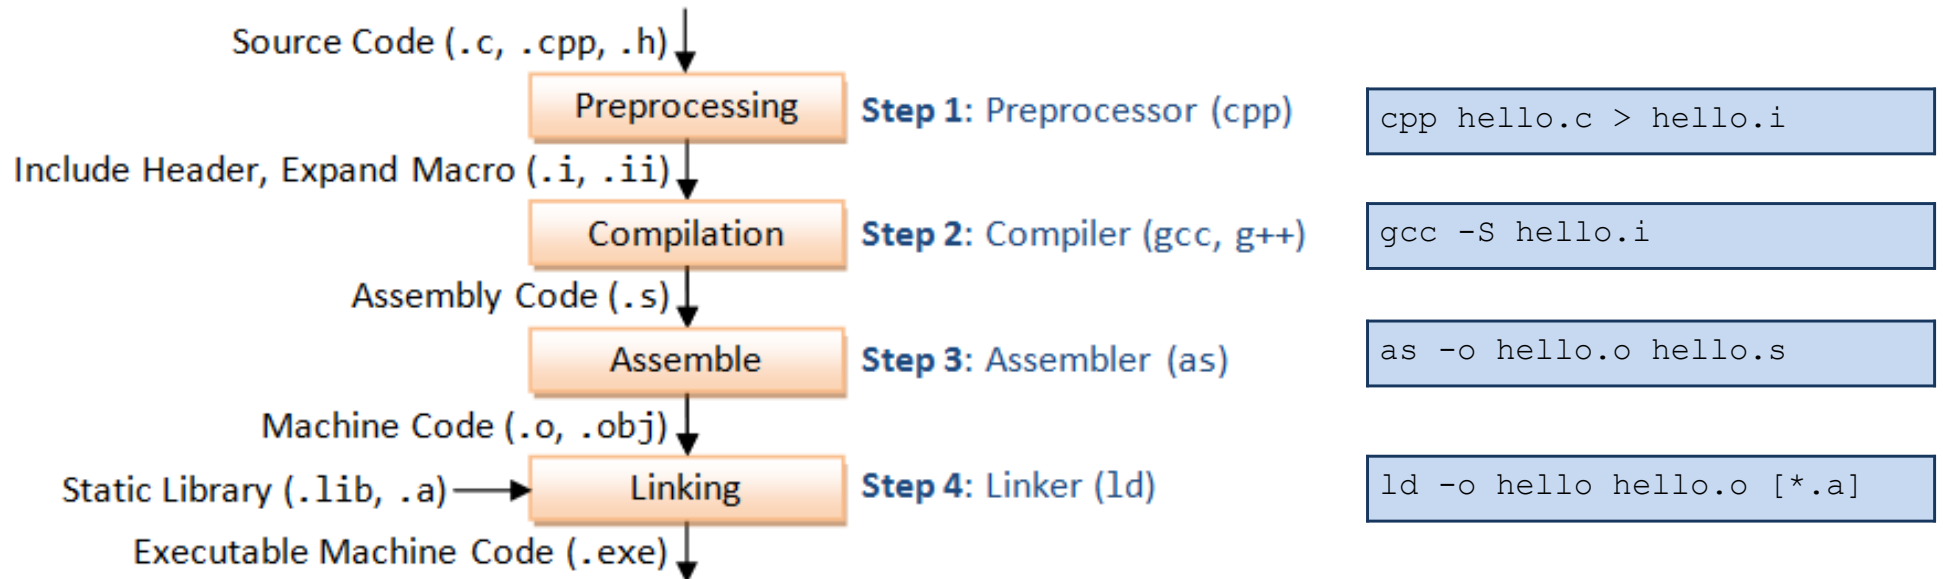 Source Code (.c, .cpp, .h)
Preprocessing
Step 1: Preprocessor (cpp)
cpp hello.c > hello.i
Include Header, Expand Macro (.i, .ii)
Compilation
Step 2: Compiler (gcc, g++)
gcc -S hello.i
Assembly Code (.s)
Assemble
Step 3: Assembler (as)
as -o hello.o hello.s
Machine Code (.o, .obj)
Static Library (.lib, .a)
Linking
Step 4: Linker (ld)
ld -o hello hello.o [*.a]
Executable Machine Code (.exe)